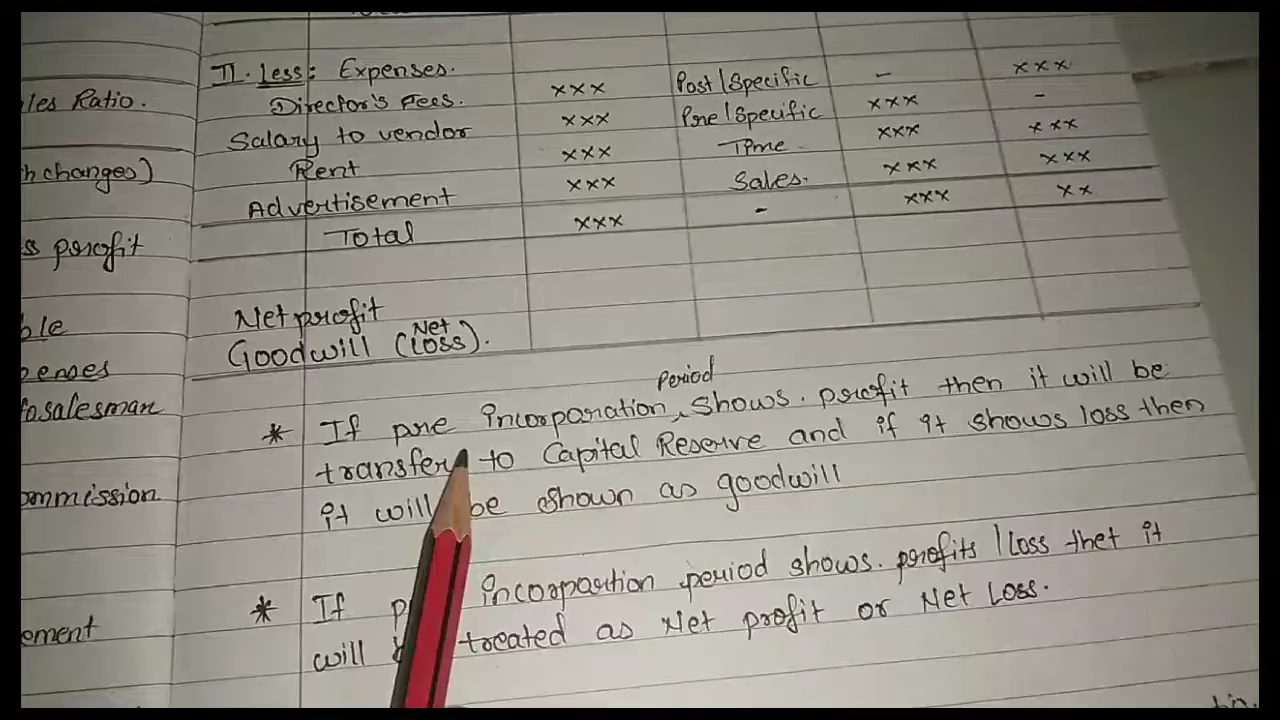 les Ratio.
h changes)
s profit
ble
penses
to salesman
ommission
ement
II. Less: Expenses.
Director's Fees. xxx Post/Specific - xxx
Salary to vendor xxx Pre/Specific xxx -
Rent xxx Time xxx xxx
Advertisement xxx Sales. xxx xxx
Total xxx - xxx xx
Net profit
Goodwill (Net Loss).
* If pre incorporation period shows. profit then it will be
transfer to Capital Reserve and if it shows loss then
it will be shown as goodwill
* If p incorpartion period shows. profits / loss thet it
will treated as Net profit or Net Loss.